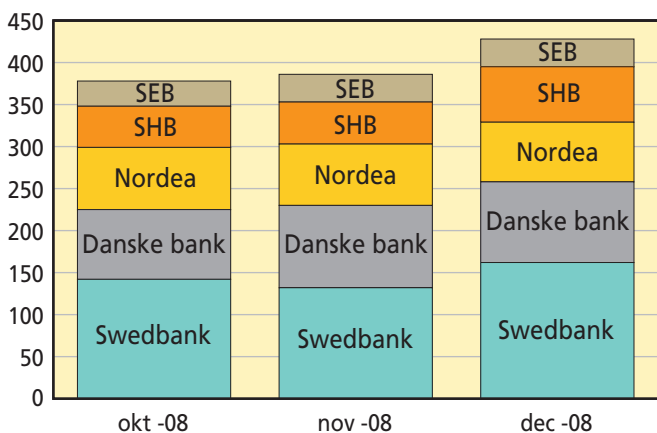 450
400
350
300
250
200
150
100
50
0
SEB
SHB
Nordea
Danske bank
Swedbank
SEB
SHB
Nordea
Danske bank
Swedbank
SEB
SHB
Nordea
Danske bank
Swedbank
okt -08 nov -08 dec -08